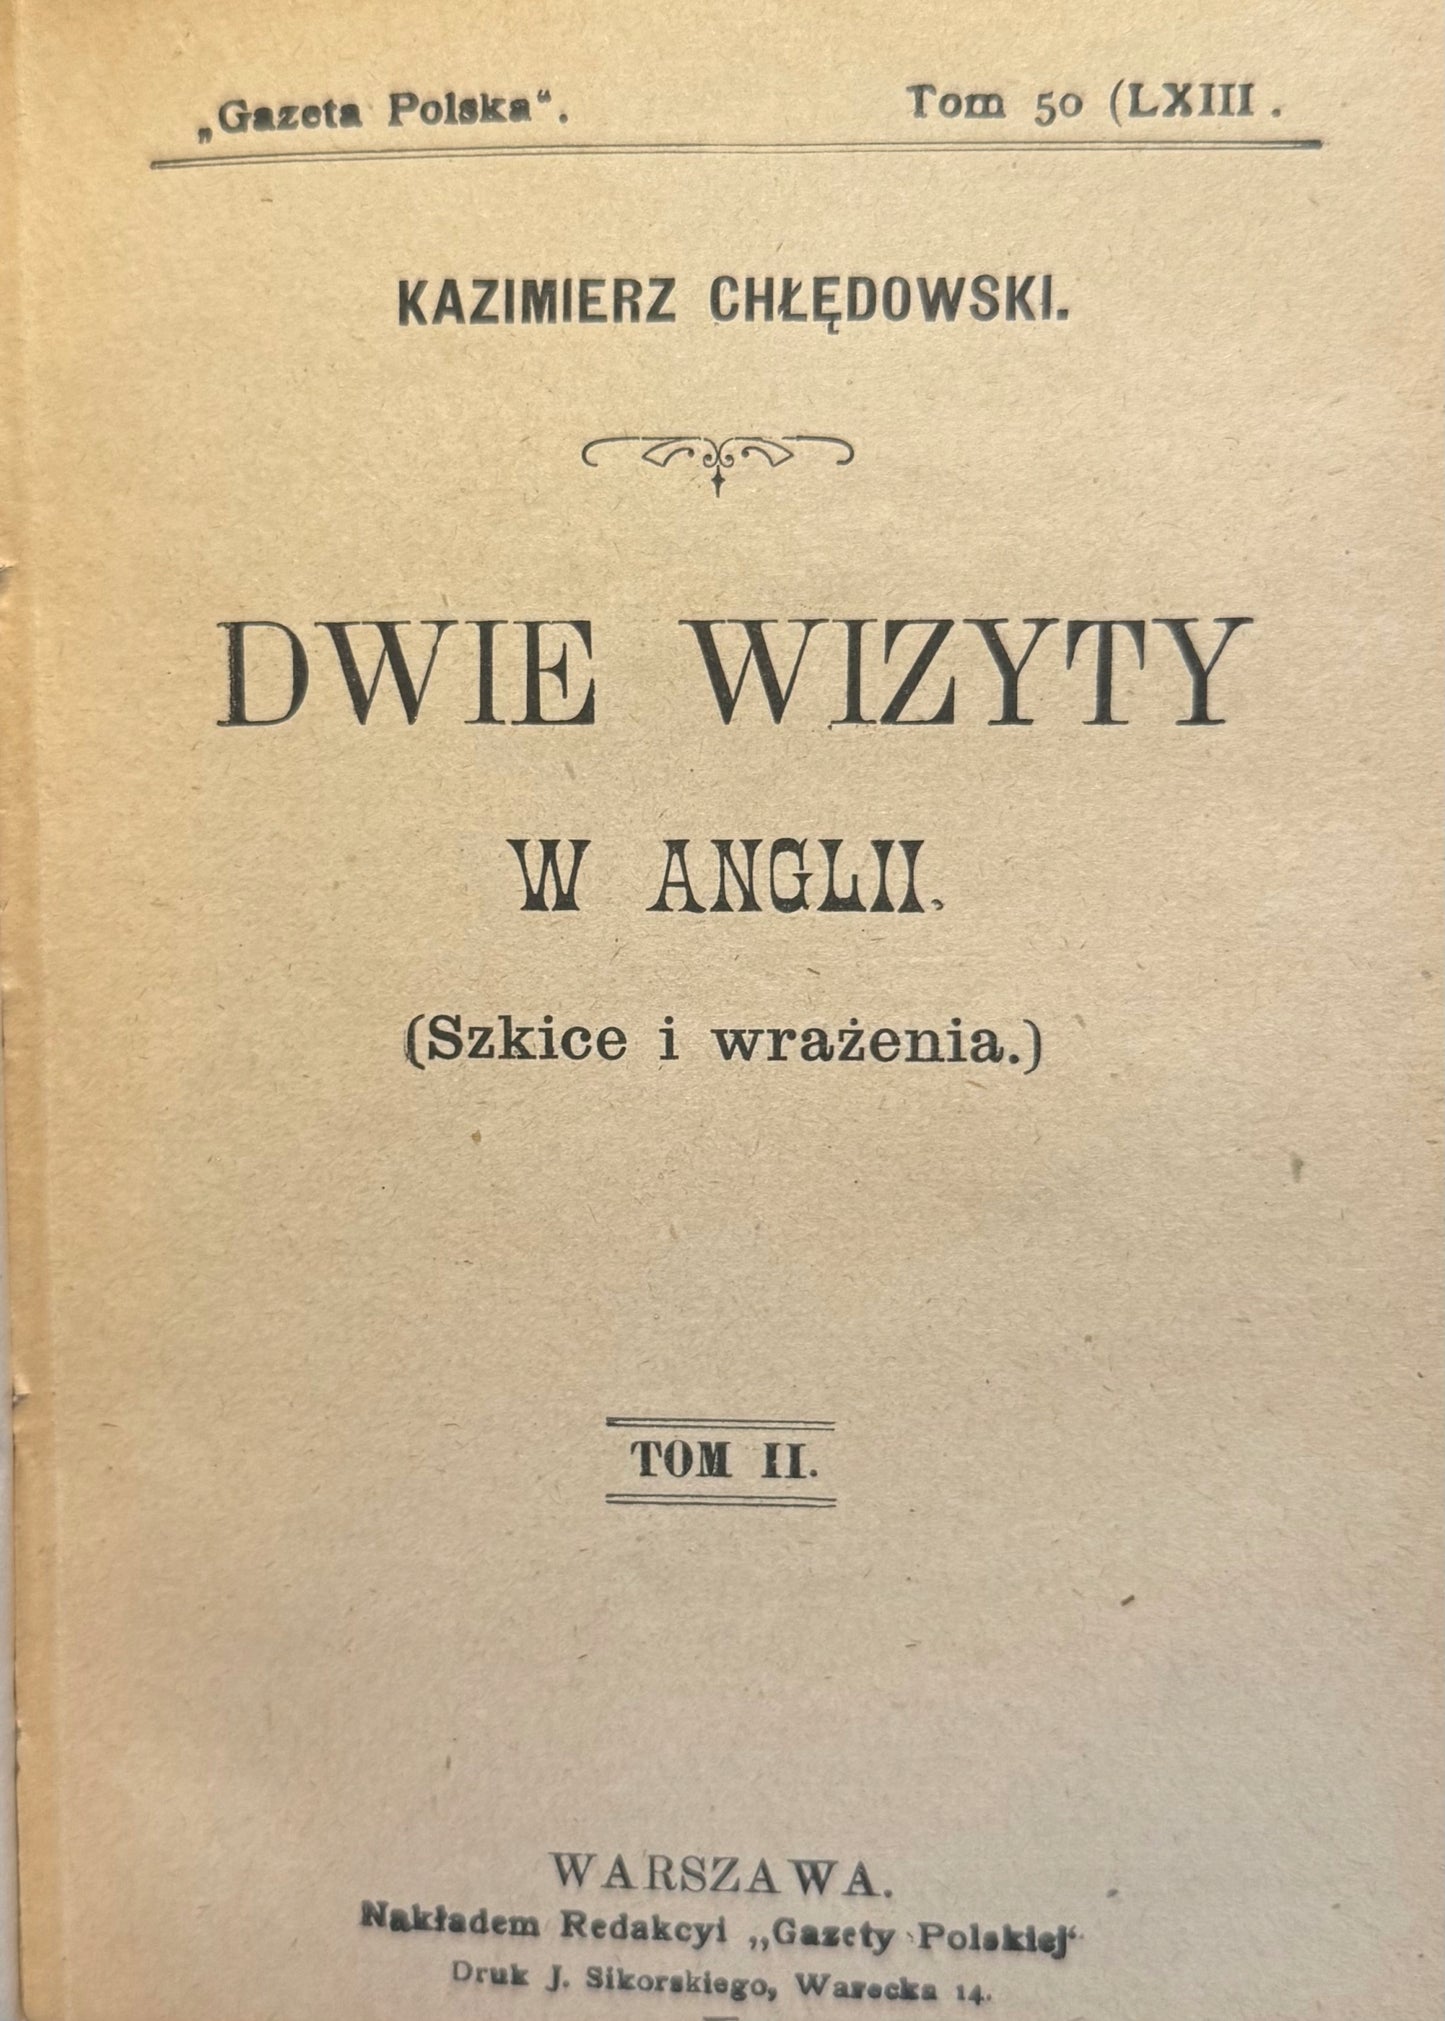 „Gazeta Polska“. Tom 50 (LXIII .
KAZIMIERZ CHŁĘDOWSKI.
DWIE WIZYTY
W ANGLII.
(Szkice i wrażenia.)
TOM II.
WARSZAWA.
Nakładem Redakcyi „Gazety Polskiej“
Druk J. Sikorskiego, Warecka 14.